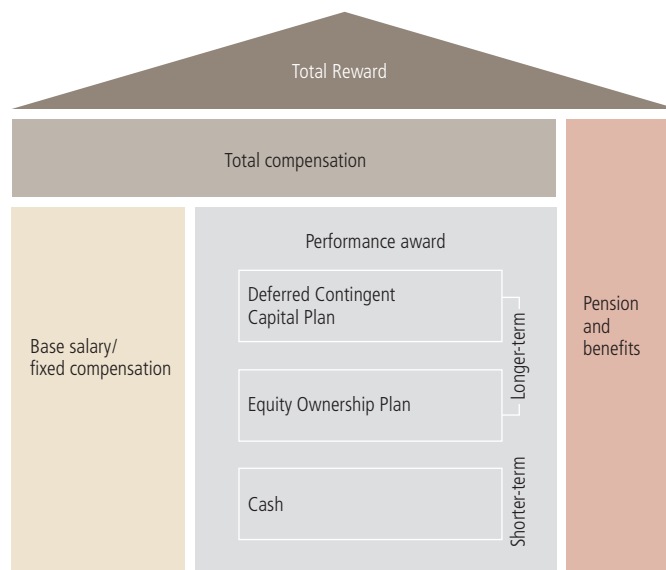 Total Reward
Total compensation
Base salary/
fixed compensation
Performance award
Deferred Contingent
Capital Plan
Equity Ownership Plan
Longer-term
Cash
Shorter-term
Pension
and
benefits